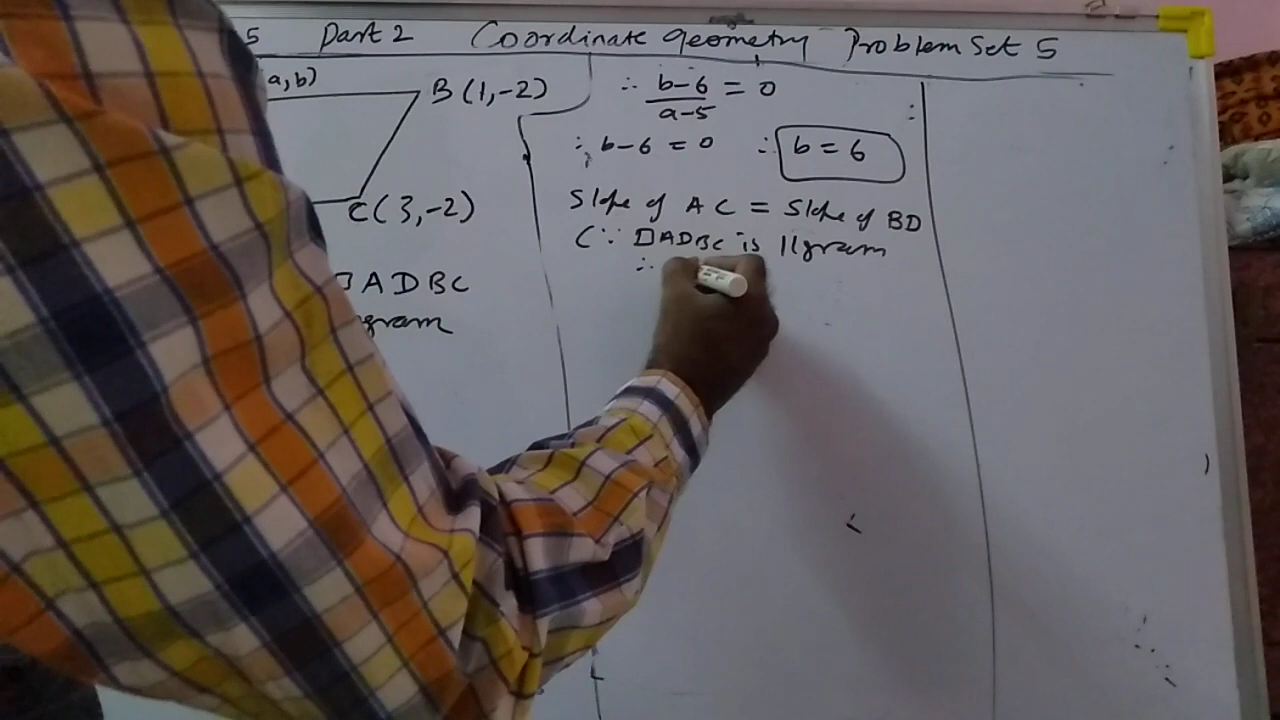 5 Part 2 Coordinate geometry Problem Set 5
a,b)
B (1,-2)
C(3,-2)
□ADBC
gram
∴ b-6 / a-5 = 0
∴ b-6 = 0 ∴ b = 6
Slope of AC = Slope of BD
(∵ □ADBC is ||gram
∴